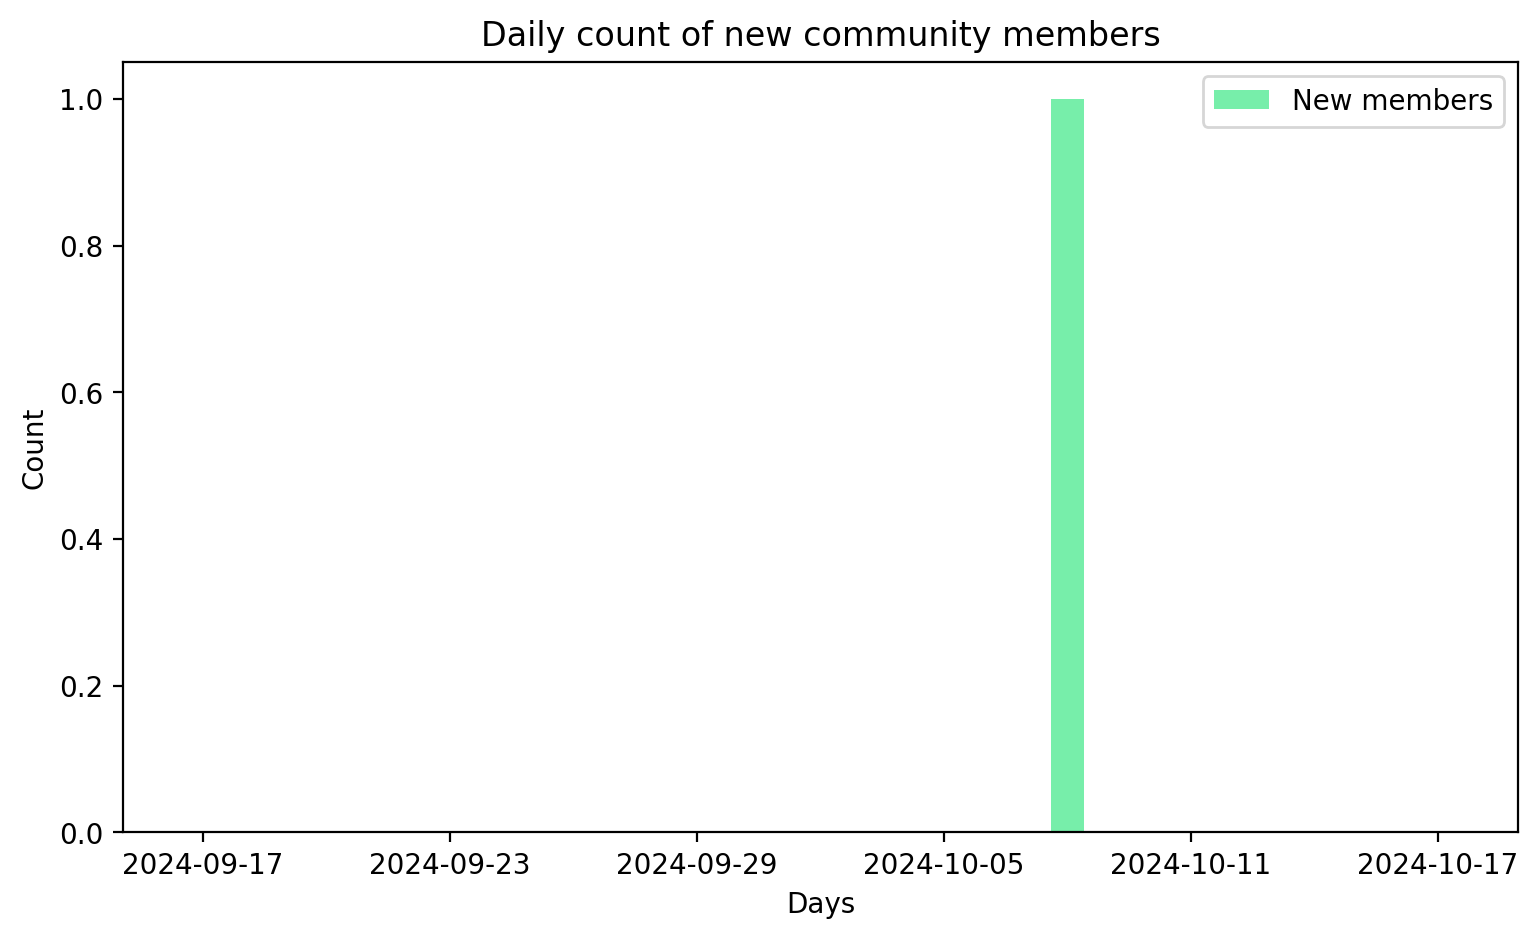 Daily count of new community members
New members
1.0
0.8
0.6
0.4
0.2
0.0
Count
2024-09-17 2024-09-23 2024-09-29 2024-10-05 2024-10-11 2024-10-17
Days